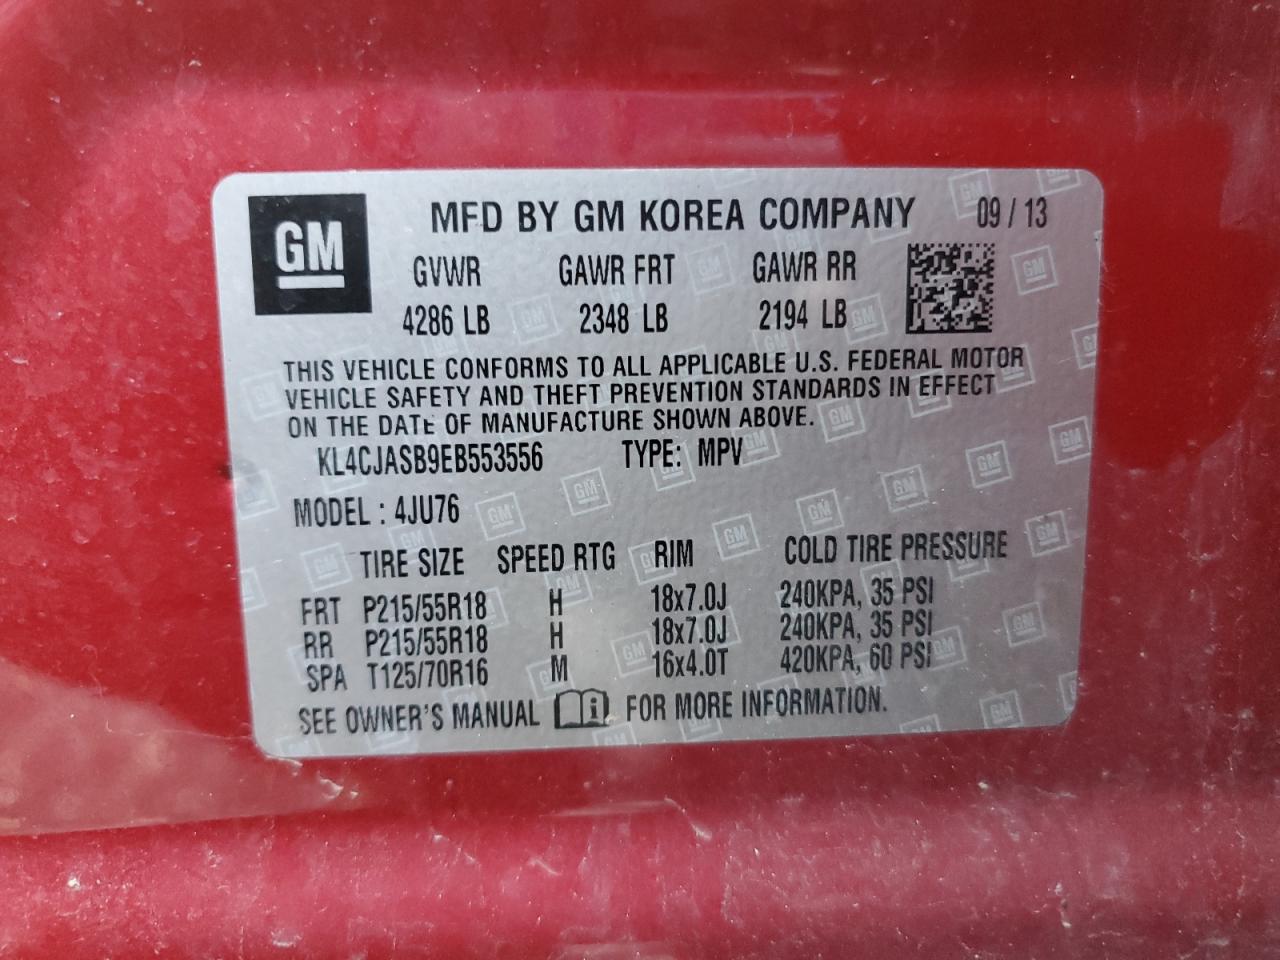 GM MFD BY GM KOREA COMPANY 09 / 13
GVWR GAWR FRT GAWR RR
4286 LB 2348 LB 2194 LB
THIS VEHICLE CONFORMS TO ALL APPLICABLE U.S. FEDERAL MOTOR
VEHICLE SAFETY AND THEFT PREVENTION STANDARDS IN EFFECT
ON THE DATE OF MANUFACTURE SHOWN ABOVE.
KL4CJASB9EB553556 TYPE: MPV
MODEL : 4JU76
TIRE SIZE SPEED RTG RIM COLD TIRE PRESSURE
FRT P215/55R18 H 18x7.0J 240KPA, 35 PSI
RR P215/55R18 H 18x7.0J 240KPA, 35 PSI
SPA T125/70R16 M 16x4.0T 420KPA, 60 PSI
SEE OWNER'S MANUAL i FOR MORE INFORMATION.